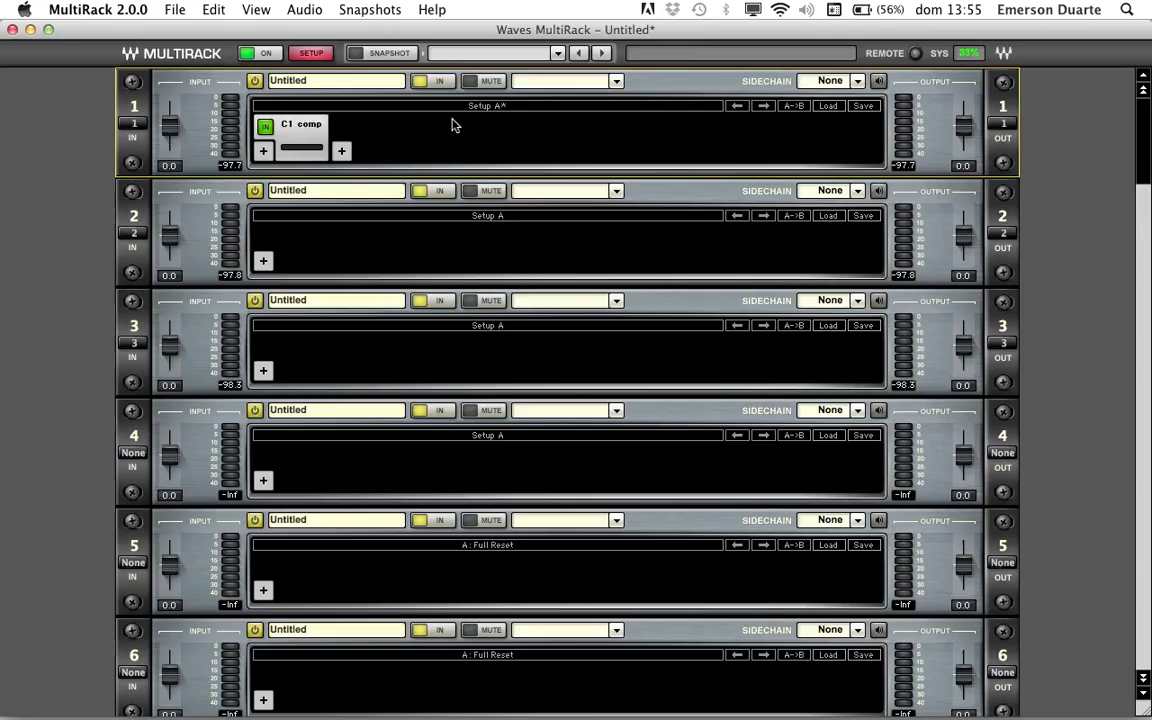 MultiRack 2.0.0 File Edit View Audio Snapshots Help (56%) dom 13:55 Emerson Duarte
Waves MultiRack – Untitled*
MULTIRACK ON SETUP SNAPSHOT REMOTE SYS 33%
INPUT Untitled IN MUTE SIDECHAIN None OUTPUT
1 Setup A* A->B Load Save 1
1 IN C1 comp 1
IN + + OUT
0.0 -97.7 -97.7 0.0
INPUT Untitled IN MUTE SIDECHAIN None OUTPUT
2 Setup A A->B Load Save 2
2 2
IN + OUT
0.0 -97.8 -97.8 0.0
INPUT Untitled IN MUTE SIDECHAIN None OUTPUT
3 Setup A A->B Load Save 3
3 3
IN + OUT
0.0 -98.3 -98.3 0.0
INPUT Untitled IN MUTE SIDECHAIN None OUTPUT
4 Setup A A->B Load Save 4
None None
IN + OUT
0.0 -Inf -Inf 0.0
INPUT Untitled IN MUTE SIDECHAIN None OUTPUT
5 A: Full Reset A->B Load Save 5
None None
IN + OUT
0.0 -Inf -Inf 0.0
INPUT Untitled IN MUTE SIDECHAIN None OUTPUT
6 A: Full Reset A->B Load Save 6
None None
IN + OUT